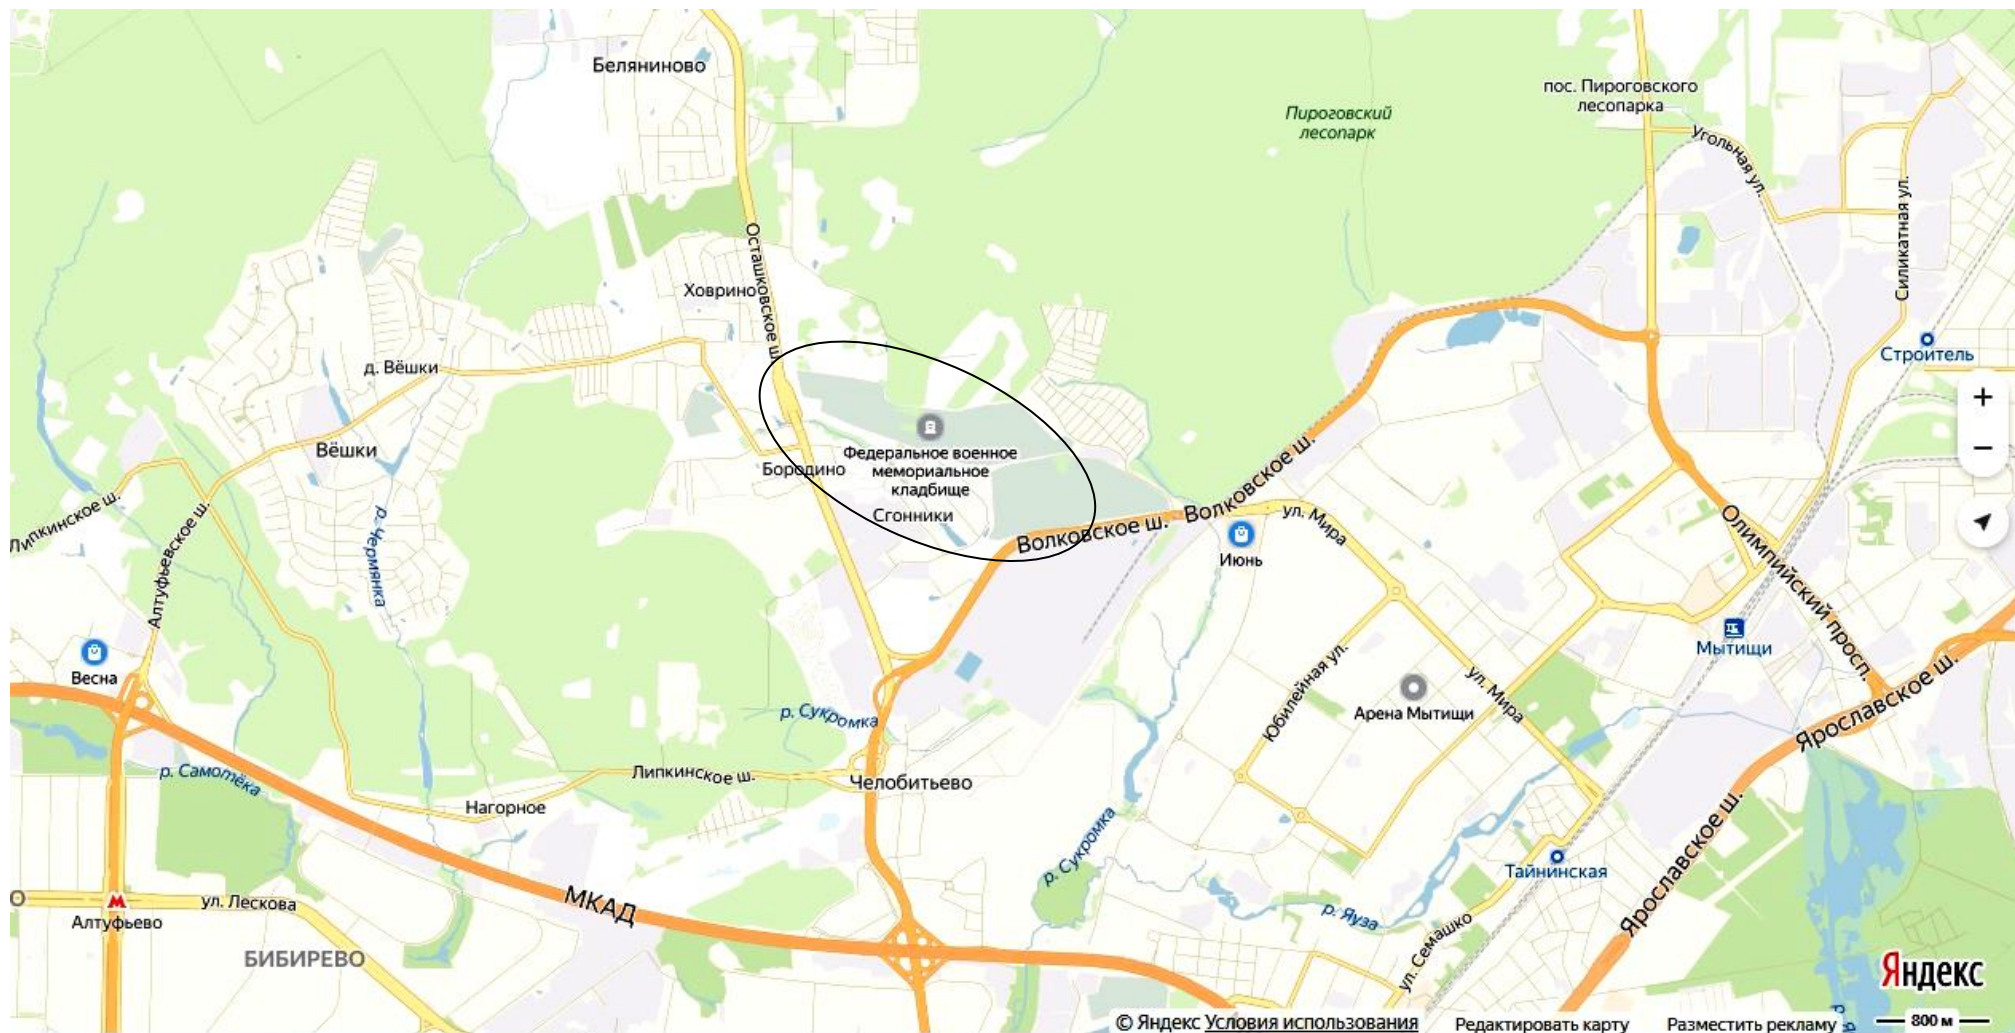 Беляниново
пос. Пироговского
лесопарка
Пироговский
лесопарк
Угольная ул.
Силикатная ул.
Осташковское ш.
Ховрино
Строитель
д. Вёшки
+
−
Вёшки
Федеральное военное
мемориальное
кладбище
Бородино
Сгонники
Волковское ш.
Волковское ш.
ул. Мира
Июнь
Липкинское ш.
Алтуфьевское ш.
р. Чермянка
Олимпийский просп.
Мытищи
Весна
Юбилейная ул.
ул. Мира
Арена Мытищи
Ярославское ш.
р. Сукромка
р. Самотёка
Липкинское ш.
Челобитьево
Нагорное
р. Сукромка
Тайнинская
Ярославское ш.
МКАД
ул. Лескова
Алтуфьево
р. Яуза
ул. Семашко
БИБИРЕВО
Яндекс
© Яндекс Условия использования
Редактировать карту
Разместить рекламу
800 м